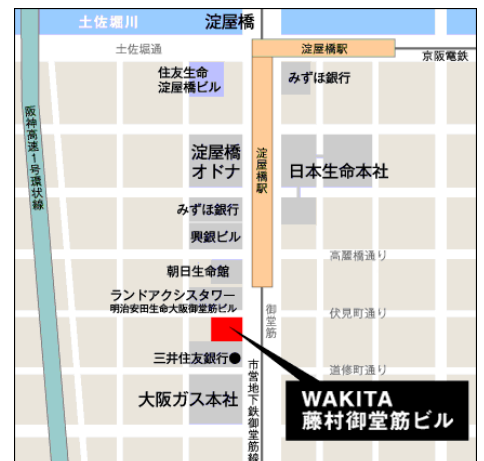 土佐堀川
淀屋橋
土佐堀通
淀屋橋駅
京阪電鉄
住友生命
淀屋橋ビル
みずほ銀行
阪神高速1号環状線
淀屋橋
オドナ
淀屋橋駅
日本生命本社
みずほ銀行
興銀ビル
高麗橋通り
朝日生命館
ランドアクシスタワー
明治安田生命大阪御堂筋ビル
御堂筋
伏見町通り
三井住友銀行
道修町通り
市営地下鉄御堂筋線
大阪ガス本社
WAKITA
藤村御堂筋ビル